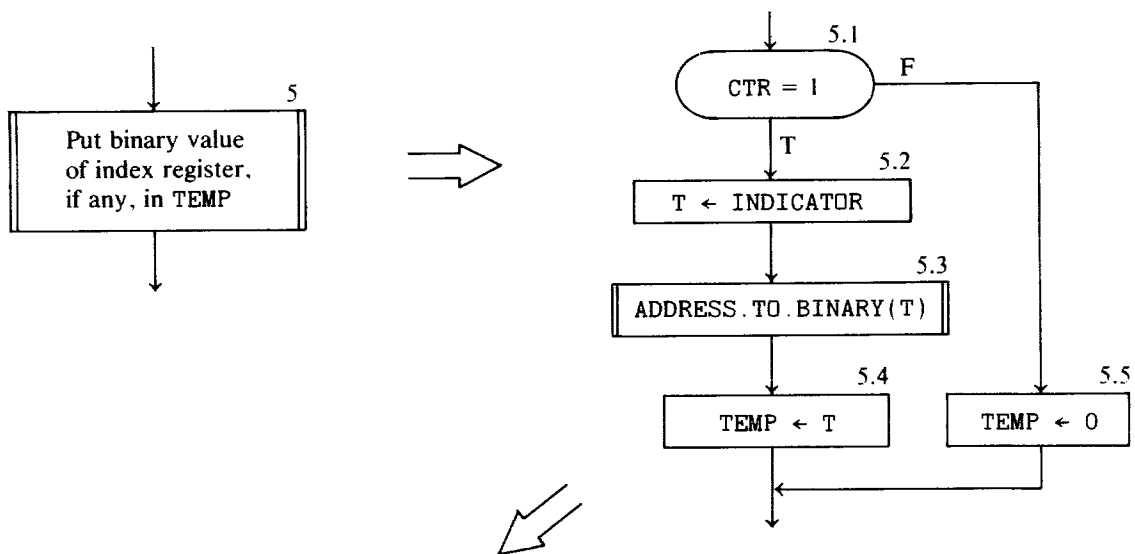 5
Put binary value
of index register,
if any, in TEMP
5.1
CTR = 1
F
T
5.2
T ← INDICATOR
5.3
ADDRESS.TO.BINARY(T)
5.4
TEMP ← T
5.5
TEMP ← 0